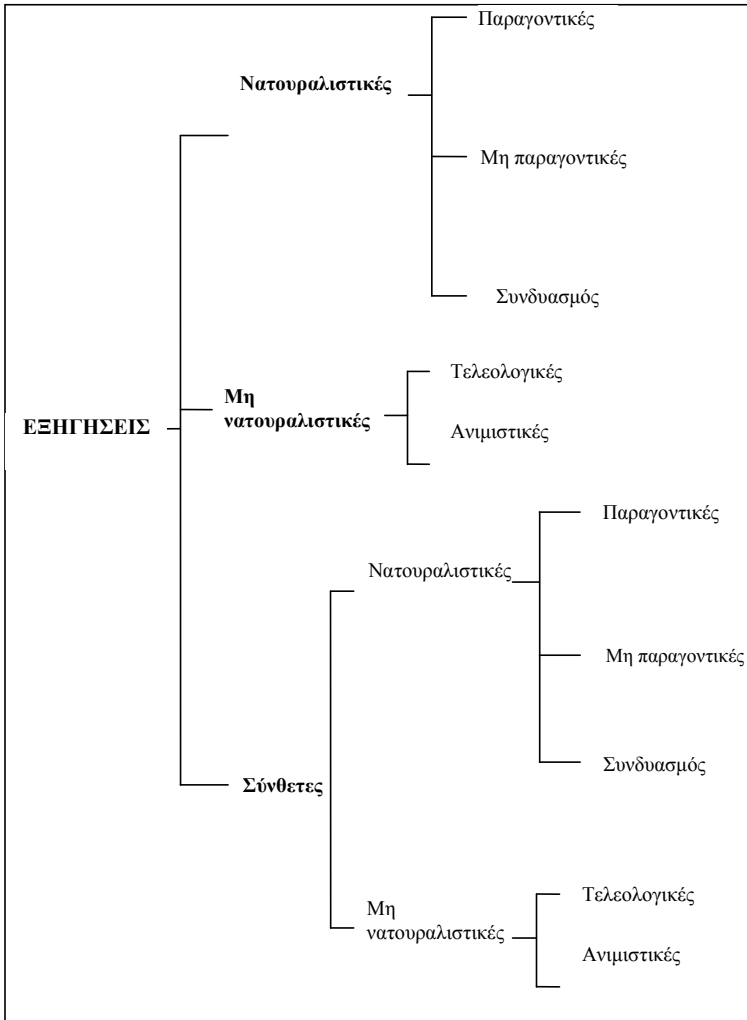 Παραγοντικές
Νατουραλιστικές
Μη παραγοντικές
Συνδυασμός
Τελεολογικές
Μη
νατουραλιστικές
ΕΞΗΓΗΣΕΙΣ
Ανιμιστικές
Παραγοντικές
Νατουραλιστικές
Μη παραγοντικές
Συνδυασμός
Σύνθετες
Τελεολογικές
Μη
νατουραλιστικές
Ανιμιστικές